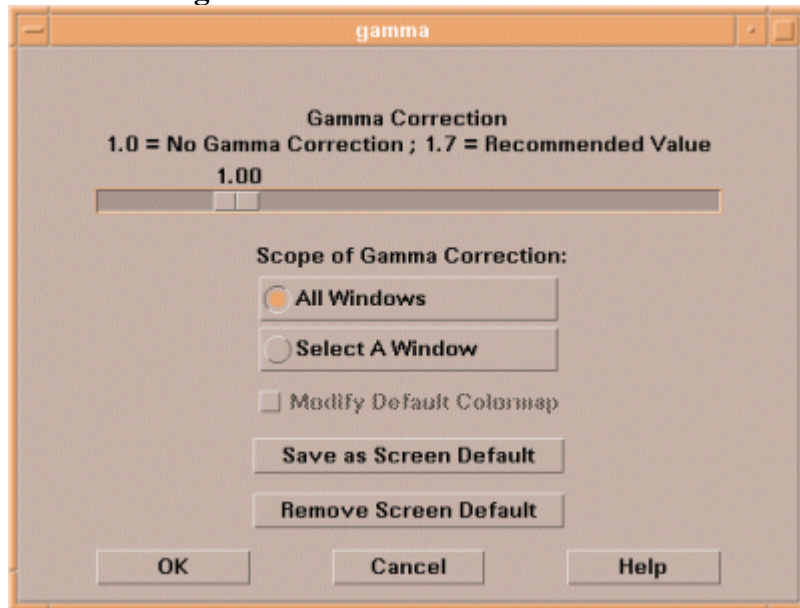 gamma
Gamma Correction
1.0 = No Gamma Correction ; 1.7 = Recommended Value
1.00
Scope of Gamma Correction:
All Windows
Select A Window
Modify Default Colormap
Save as Screen Default
Remove Screen Default
OK Cancel Help